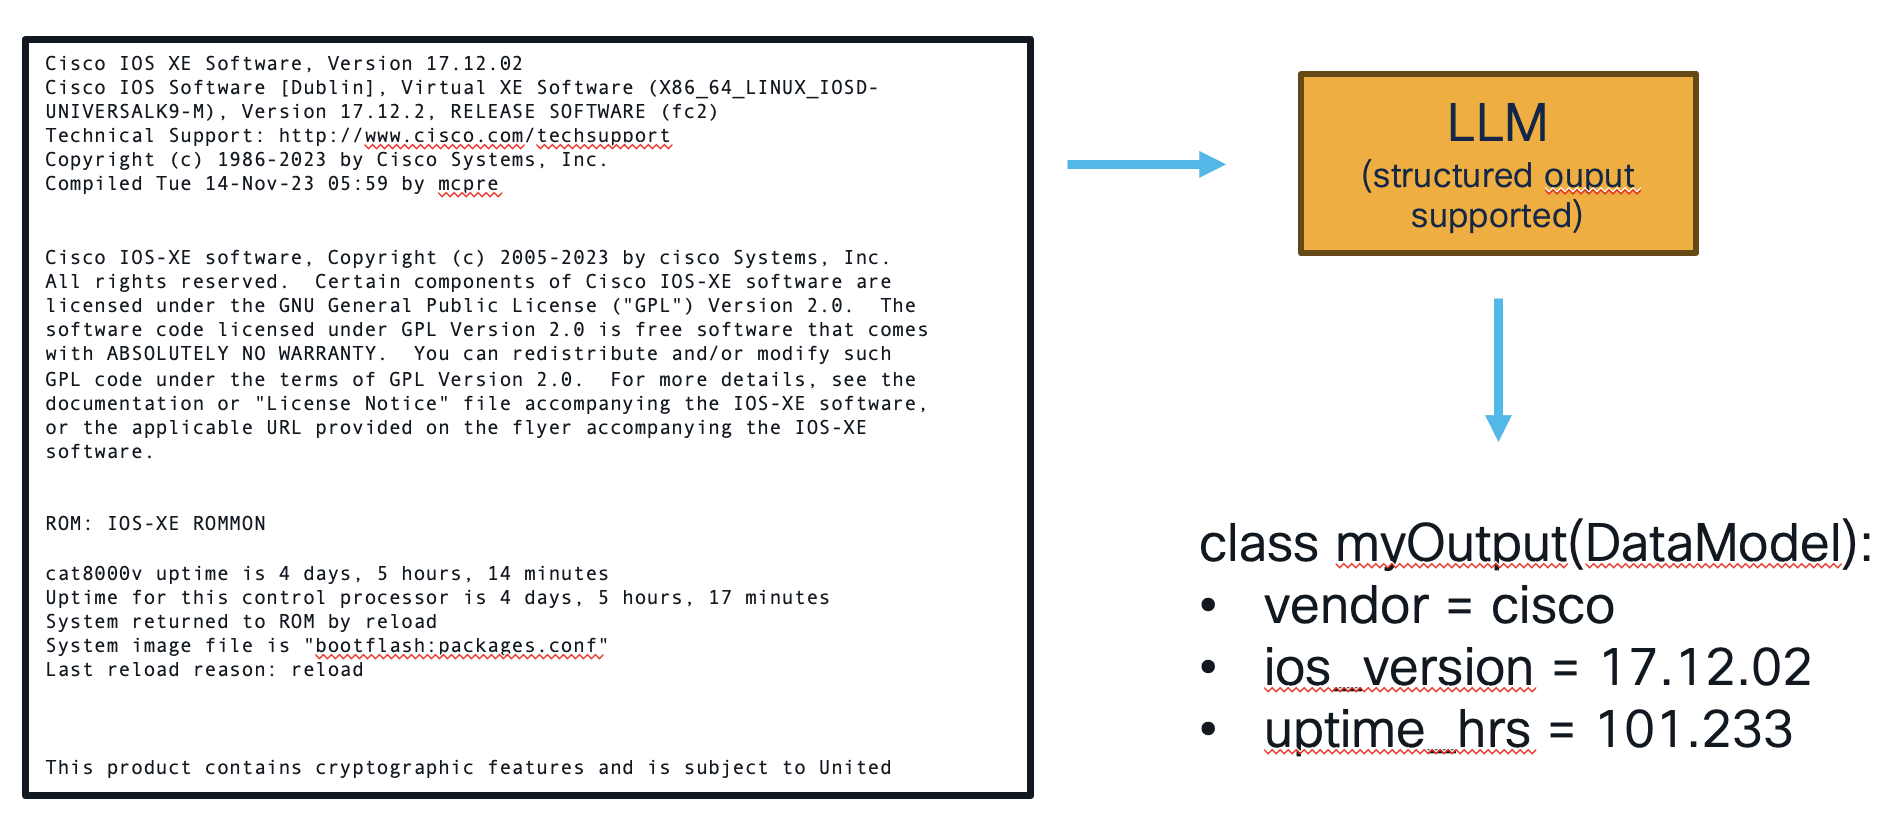 Cisco IOS XE Software, Version 17.12.02
Cisco IOS Software [Dublin], Virtual XE Software (X86_64_LINUX_IOSD-
UNIVERSALK9-M), Version 17.12.2, RELEASE SOFTWARE (fc2)
Technical Support: http://www.cisco.com/techsupport
Copyright (c) 1986-2023 by Cisco Systems, Inc.
Compiled Tue 14-Nov-23 05:59 by mcpre
Cisco IOS-XE software, Copyright (c) 2005-2023 by cisco Systems, Inc.
All rights reserved.  Certain components of Cisco IOS-XE software are
licensed under the GNU General Public License ("GPL") Version 2.0.  The
software code licensed under GPL Version 2.0 is free software that comes
with ABSOLUTELY NO WARRANTY.  You can redistribute and/or modify such
GPL code under the terms of GPL Version 2.0.  For more details, see the
documentation or "License Notice" file accompanying the IOS-XE software,
or the applicable URL provided on the flyer accompanying the IOS-XE
software.
ROM: IOS-XE ROMMON
cat8000v uptime is 4 days, 5 hours, 14 minutes
Uptime for this control processor is 4 days, 5 hours, 17 minutes
System returned to ROM by reload
System image file is "bootflash:packages.conf"
Last reload reason: reload
This product contains cryptographic features and is subject to United
LLM
(structured ouput
supported)
class myOutput(DataModel):
• vendor = cisco
• ios_version = 17.12.02
• uptime_hrs = 101.233